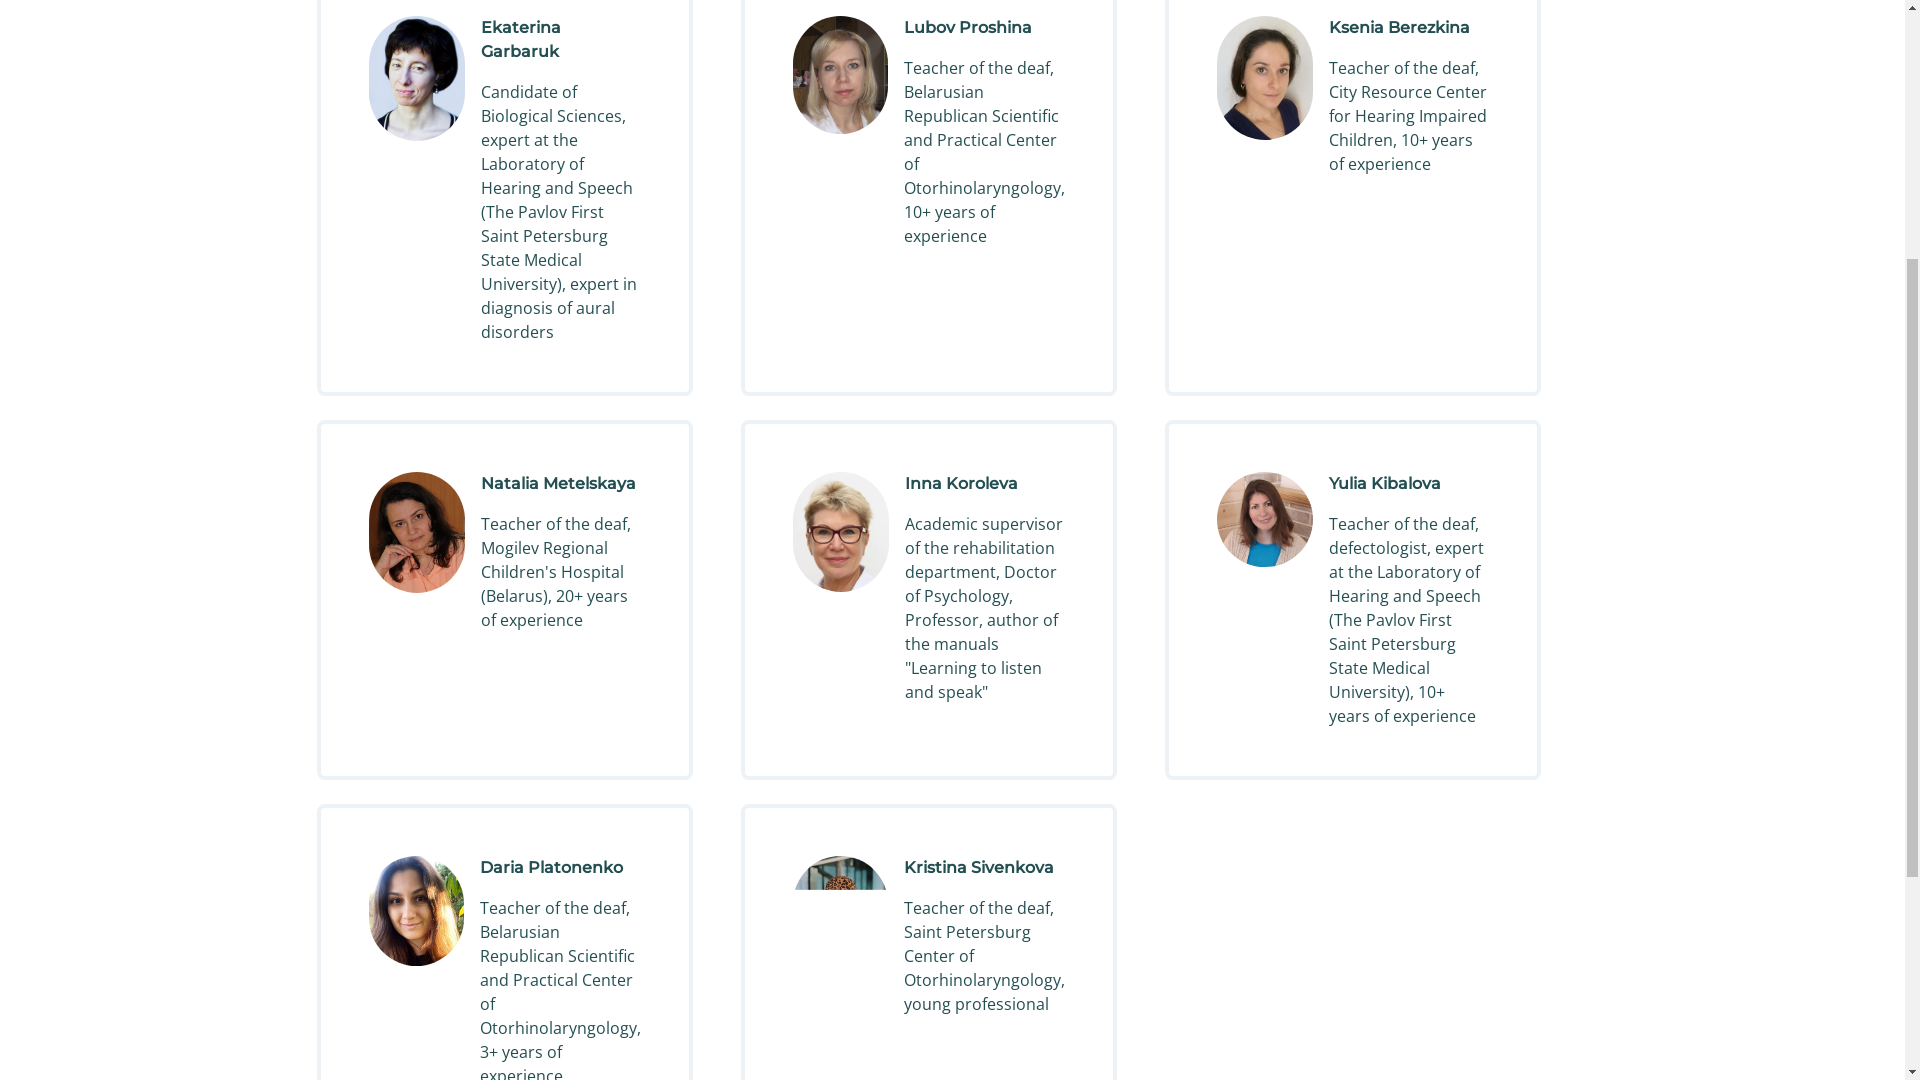 Ekaterina
Garbaruk
Candidate of
Biological Sciences,
expert at the
Laboratory of
Hearing and Speech
(The Pavlov First
Saint Petersburg
State Medical
University), expert in
diagnosis of aural
disorders
Lubov Proshina
Teacher of the deaf,
Belarusian
Republican Scientific
and Practical Center
of
Otorhinolaryngology,
10+ years of
experience
Ksenia Berezkina
Teacher of the deaf,
City Resource Center
for Hearing Impaired
Children, 10+ years
of experience
Natalia Metelskaya
Teacher of the deaf,
Mogilev Regional
Children's Hospital
(Belarus), 20+ years
of experience
Inna Koroleva
Academic supervisor
of the rehabilitation
department, Doctor
of Psychology,
Professor, author of
the manuals
"Learning to listen
and speak"
Yulia Kibalova
Teacher of the deaf,
defectologist, expert
at the Laboratory of
Hearing and Speech
(The Pavlov First
Saint Petersburg
State Medical
University), 10+
years of experience
Daria Platonenko
Teacher of the deaf,
Belarusian
Republican Scientific
and Practical Center
of
Otorhinolaryngology,
3+ years of
experience
Kristina Sivenkova
Teacher of the deaf,
Saint Petersburg
Center of
Otorhinolaryngology,
young professional